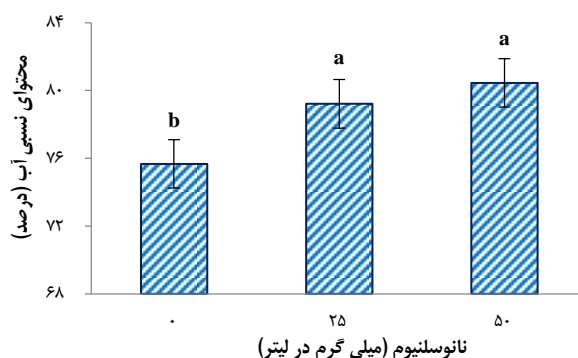 محتوای نسبی آب (درصد)
۸۴
۸۰
۷۶
۷۲
۶۸
b
a
a
۰
۲۵
۵۰
نانوسلنیوم (میلی گرم در لیتر)